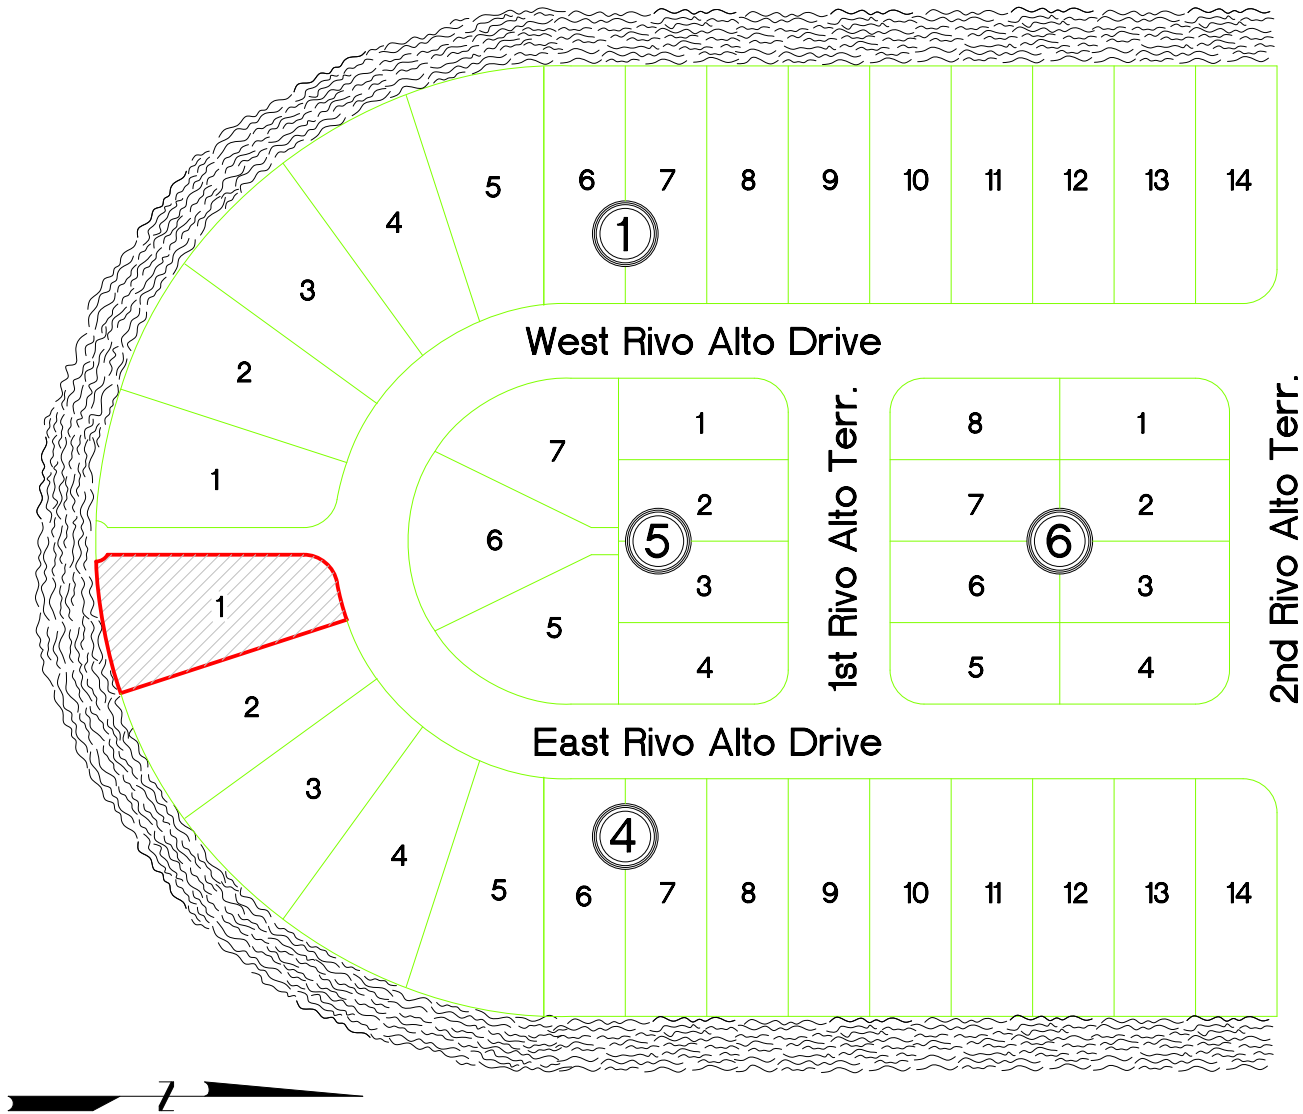 5 6 7 8 9 10 11 12 13 14
4
1
3
West Rivo Alto Drive
2
1
7 1 8 1
2 7 2
6 5 6
3 6 3
5 4 5 4
1st Rivo Alto Terr.
2nd Rivo Alto Terr.
1
2
East Rivo Alto Drive
3
4
4
5 6 7 8 9 10 11 12 13 14
N